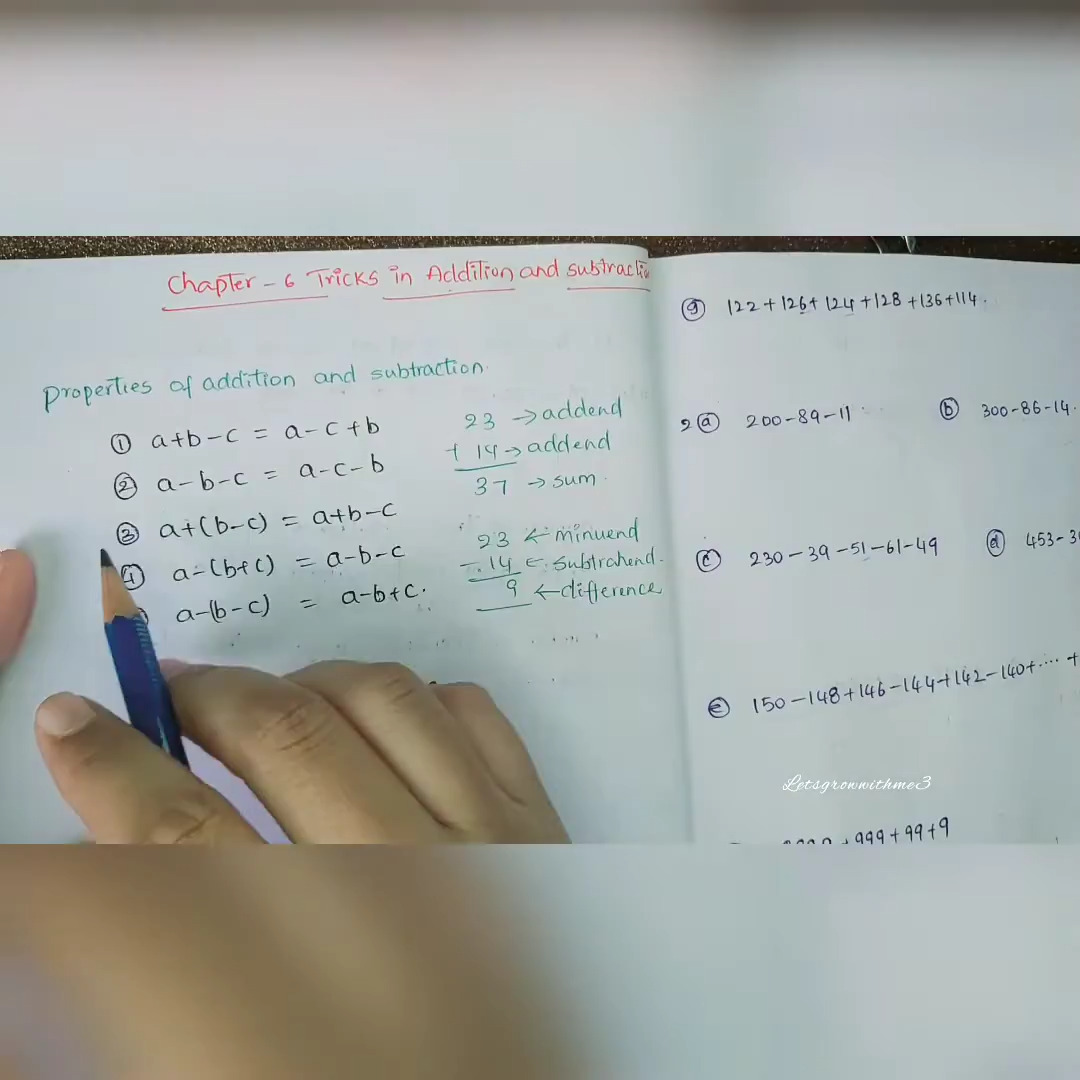 Chapter - 6 Tricks in Addition and subtracti
Properties of addition and subtraction.
① a+b-c = a-c+b
② a-b-c = a-c-b
③ a+(b-c) = a+b-c
④ a-(b+c) = a-b-c
a-(b-c) = a-b+c.
23 → addend
+ 14 → addend
37 → sum.
23 ← minuend
- 14 ← subtrahend.
9 ← difference
⑨ 122 + 126 + 124 + 128 + 136 + 114.
2 ⓐ 200 - 89 - 11
ⓑ 300 - 86 - 14.
ⓒ 230 - 39 - 51 - 61 - 49
ⓓ 453 - 3
ⓔ 150 - 148 + 146 - 144 + 142 - 140 + .... +
Letsgrowwithme3
+ 999 + 99 + 9